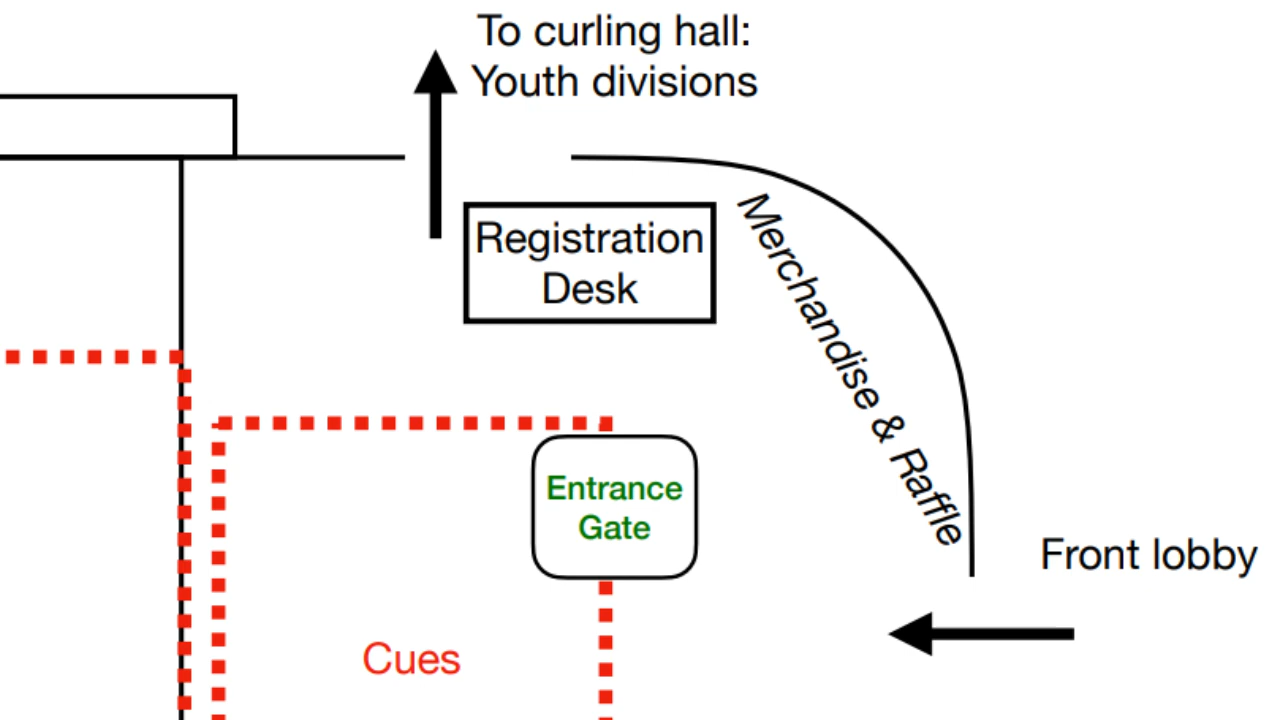 To curling hall:
Youth divisions
Registration
Desk
Merchandise & Raffle
Entrance
Gate
Front lobby
Cues